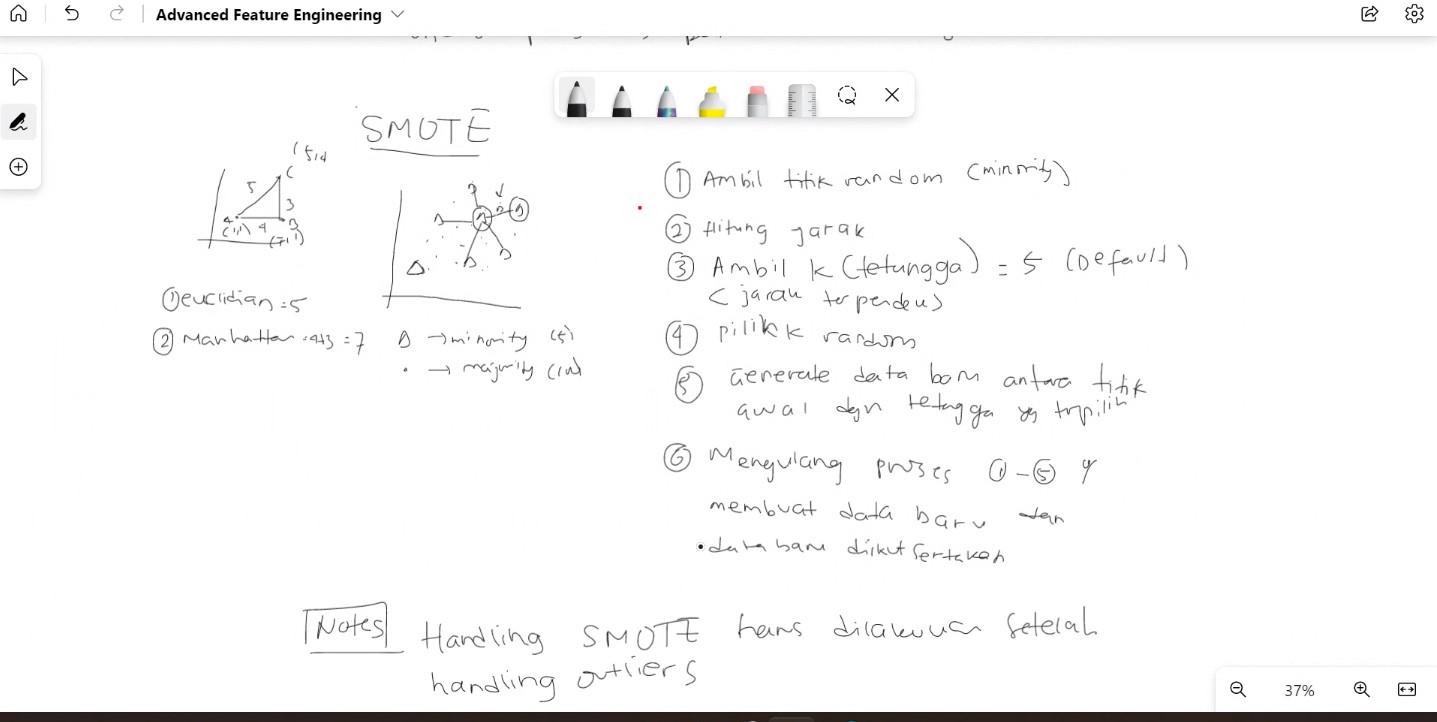 Advanced Feature Engineering
SMOTE
(5,4
C
5
3
A
4
B
(1,1)
① euclidian = 5
② Manhattan = 4+3 = 7
Δ → minority (5)
• → majority
① Ambil titik random (minority)
② Hitung jarak
③ Ambil k (tetangga) = 5 (Default)
< jarak terpendek >
④ pilih k random
⑤ Generate data baru antara titik
awal dgn tetangga yg terpilih
⑥ Mengulang proses ① - ⑤
membuat data baru dan
• data baru diikut sertakan
Notes
Handling SMOTE harus dilakukan setelah
handling outliers
37%